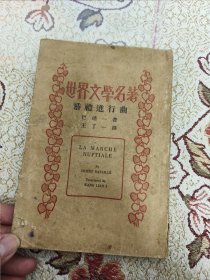 世界文學名著
婚禮進行曲
巴達一著
王了一譯
LA MARCHE
NUPTIALE
By
HENRY BATAILLE
Translated by
WANG LIAO-I